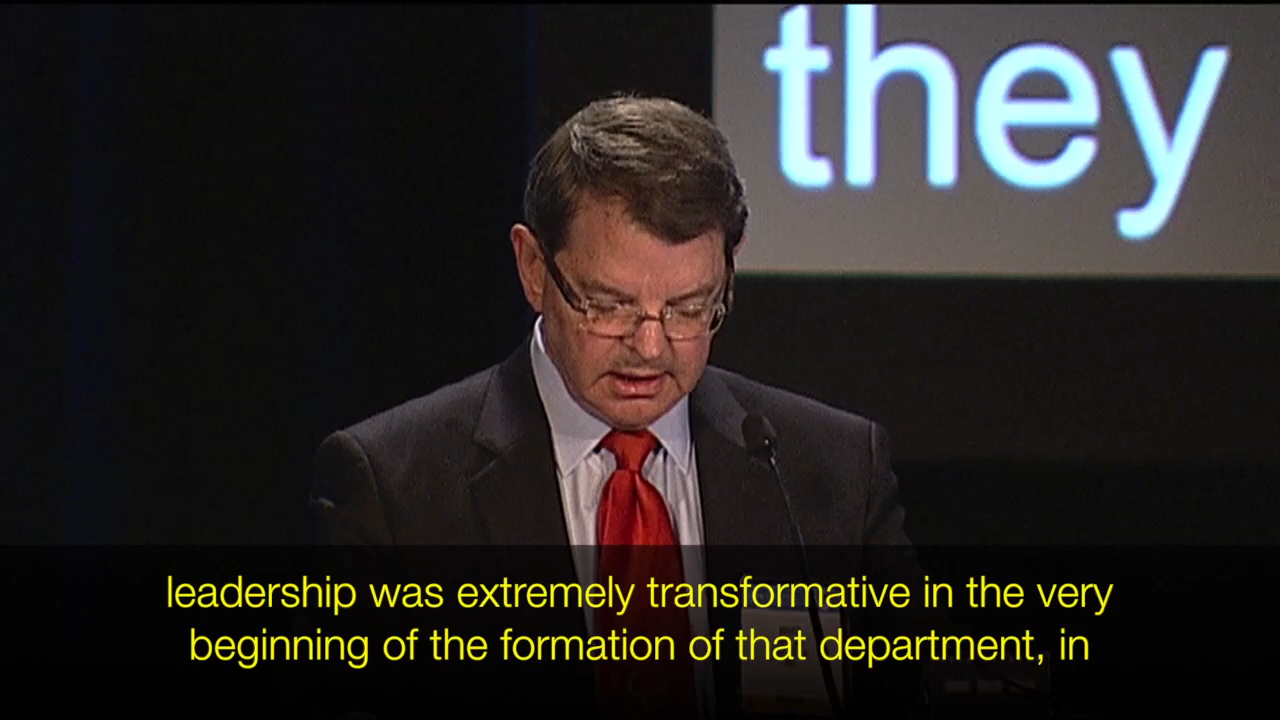 they
leadership was extremely transformative in the very
beginning of the formation of that department, in